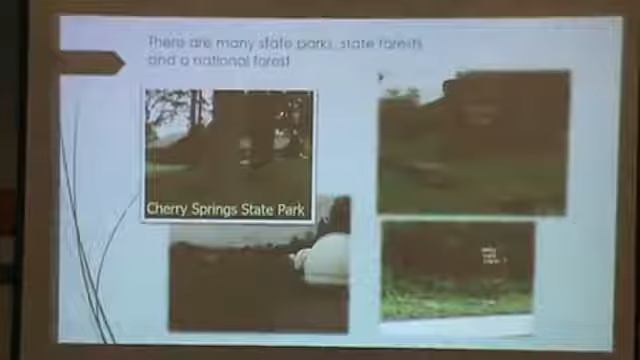 There are many state parks, state forests
and a national forest
Cherry Springs State Park